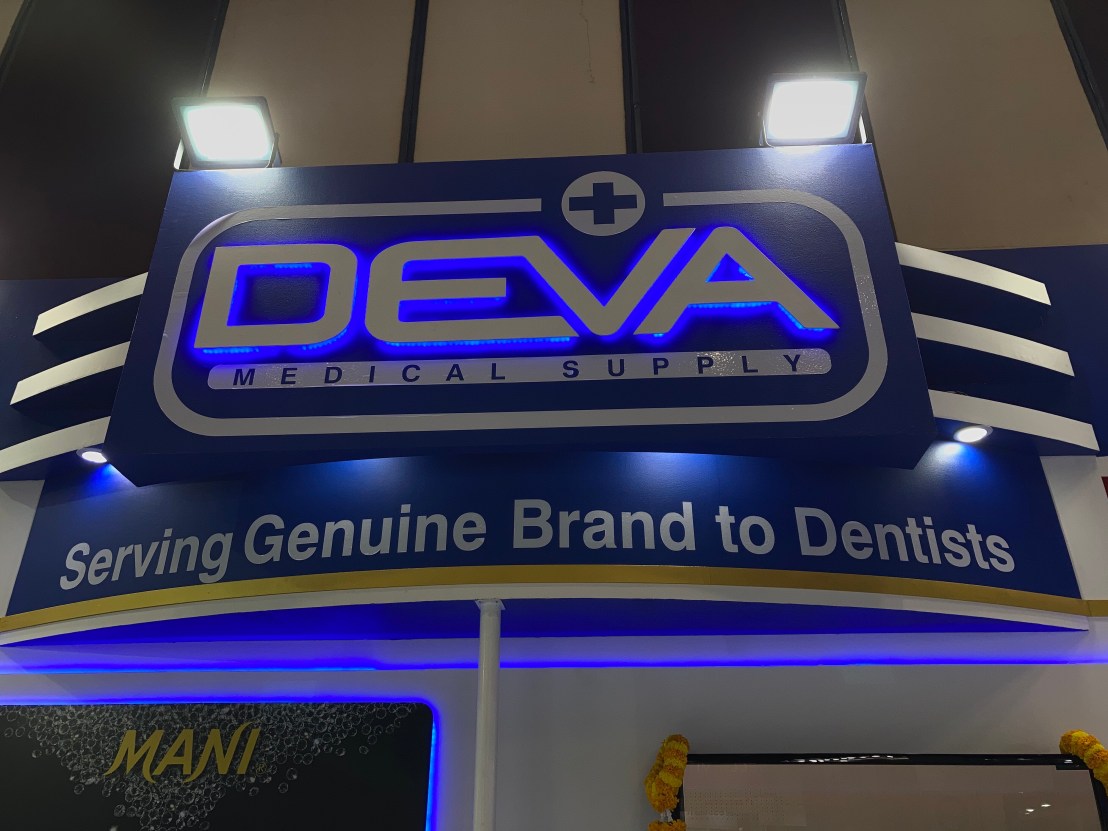 DEVA
MEDICAL SUPPLY
Serving Genuine Brand to Dentists
MANI